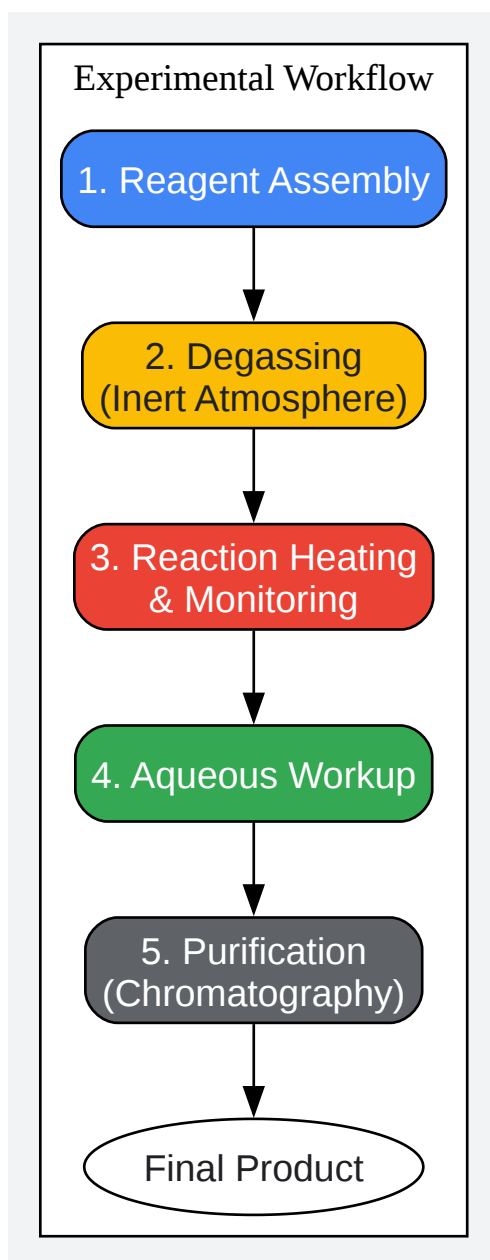 Experimental Workflow
1. Reagent Assembly
2. Degassing
(Inert Atmosphere)
3. Reaction Heating
& Monitoring
4. Aqueous Workup
5. Purification
(Chromatography)
Final Product